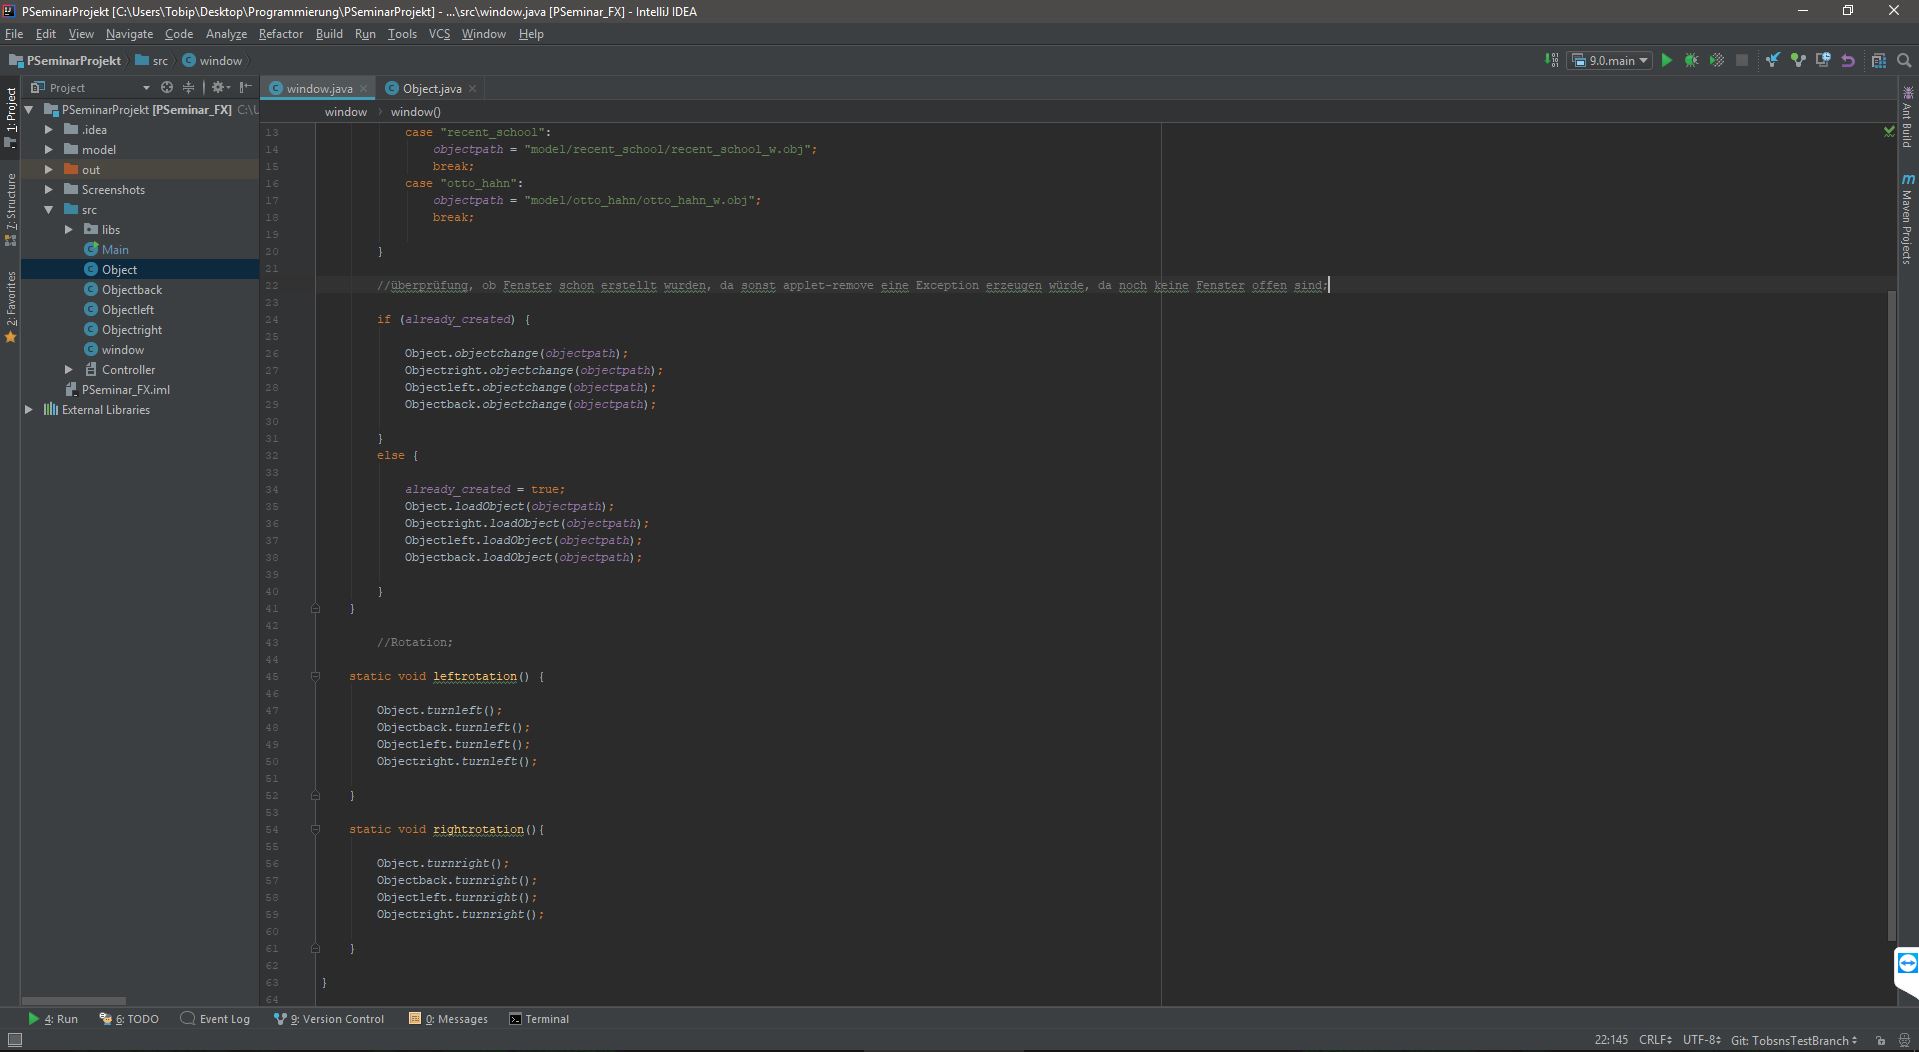 PSeminarProjekt [C:\Users\Tobip\Desktop\Programmierung\PSeminarProjekt] - ...\src\window.java [PSeminar_FX] - IntelliJ IDEA
File Edit View Navigate Code Analyze Refactor Build Run Tools VCS Window Help
PSeminarProjekt src window
9.0.main
Project
window.java
Object.java
window window()
1: Project
7: Structure
2: Favorites
PSeminarProjekt [PSeminar_FX] C:\U
.idea
model
out
Screenshots
src
libs
Main
Object
Objectback
Objectleft
Objectright
window
Controller
PSeminar_FX.iml
External Libraries
13 case "recent_school":
14 objectpath = "model/recent_school/recent_school_w.obj";
15 break;
16 case "otto_hahn":
17 objectpath = "model/otto_hahn/otto_hahn_w.obj";
18 break;
19
20 }
21
22 //überprüfung, ob Fenster schon erstellt wurden, da sonst applet-remove eine Exception erzeugen würde, da noch keine Fenster offen sind;
23
24 if (already_created) {
25
26 Object.objectchange(objectpath);
27 Objectright.objectchange(objectpath);
28 Objectleft.objectchange(objectpath);
29 Objectback.objectchange(objectpath);
30
31 }
32 else {
33
34 already_created = true;
35 Object.loadObject(objectpath);
36 Objectright.loadObject(objectpath);
37 Objectleft.loadObject(objectpath);
38 Objectback.loadObject(objectpath);
39
40 }
41 }
42
43 //Rotation;
44
45 static void leftrotation() {
46
47 Object.turnleft();
48 Objectback.turnleft();
49 Objectleft.turnleft();
50 Objectright.turnleft();
51
52 }
53
54 static void rightrotation(){
55
56 Object.turnright();
57 Objectback.turnright();
58 Objectleft.turnright();
59 Objectright.turnright();
60
61 }
62
63 }
64
Ant Build
Maven Projects
4: Run 6: TODO Event Log 9: Version Control 0: Messages Terminal
22:145 CRLF UTF-8 Git: TobsnsTestBranch